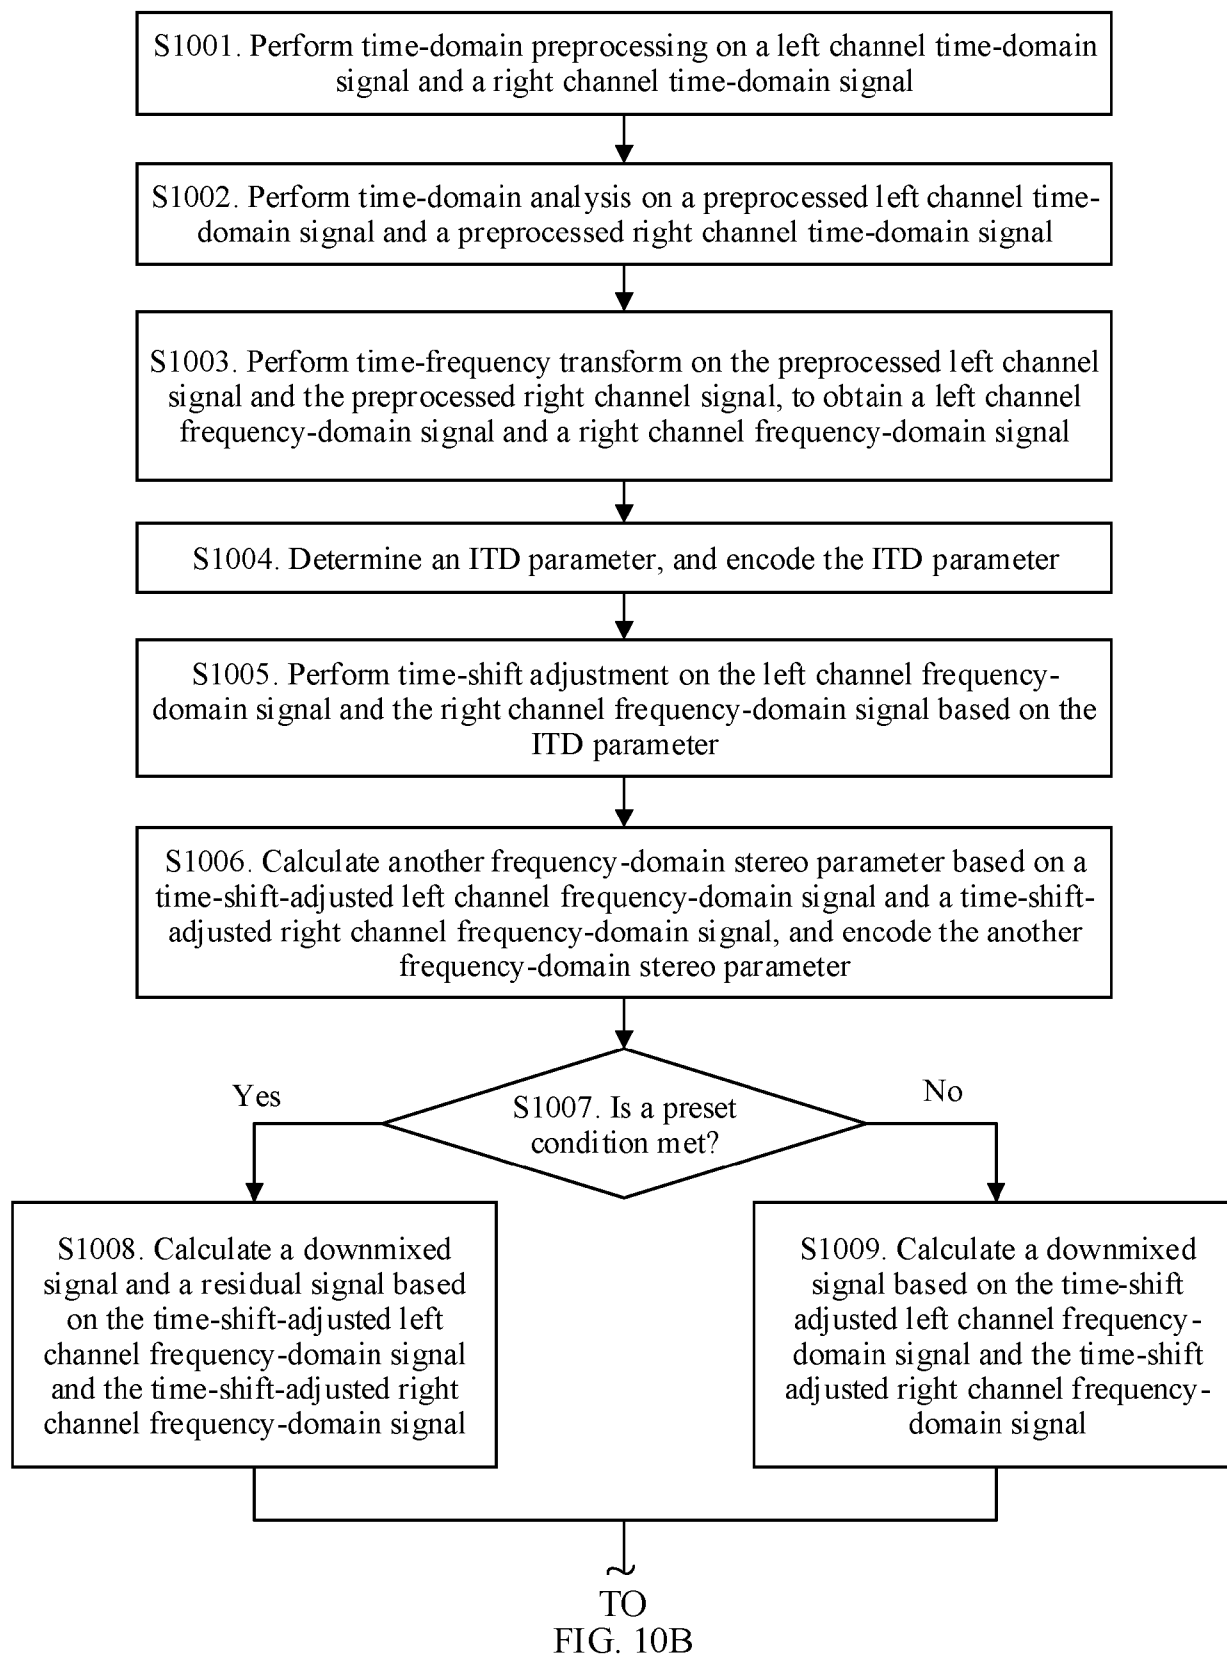 S1001. Perform time-domain preprocessing on a left channel time-domain
signal and a right channel time-domain signal
S1002. Perform time-domain analysis on a preprocessed left channel time-
domain signal and a preprocessed right channel time-domain signal
S1003. Perform time-frequency transform on the preprocessed left channel
signal and the preprocessed right channel signal, to obtain a left channel
frequency-domain signal and a right channel frequency-domain signal
S1004. Determine an ITD parameter, and encode the ITD parameter
S1005. Perform time-shift adjustment on the left channel frequency-
domain signal and the right channel frequency-domain signal based on the
ITD parameter
S1006. Calculate another frequency-domain stereo parameter based on a
time-shift-adjusted left channel frequency-domain signal and a time-shift-
adjusted right channel frequency-domain signal, and encode the another
frequency-domain stereo parameter
Yes
S1007. Is a preset
condition met?
No
S1008. Calculate a downmixed
signal and a residual signal based
on the time-shift-adjusted left
channel frequency-domain signal
and the time-shift-adjusted right
channel frequency-domain signal
S1009. Calculate a downmixed
signal based on the time-shift
adjusted left channel frequency-
domain signal and the time-shift
adjusted right channel frequency-
domain signal
TO
FIG. 10B